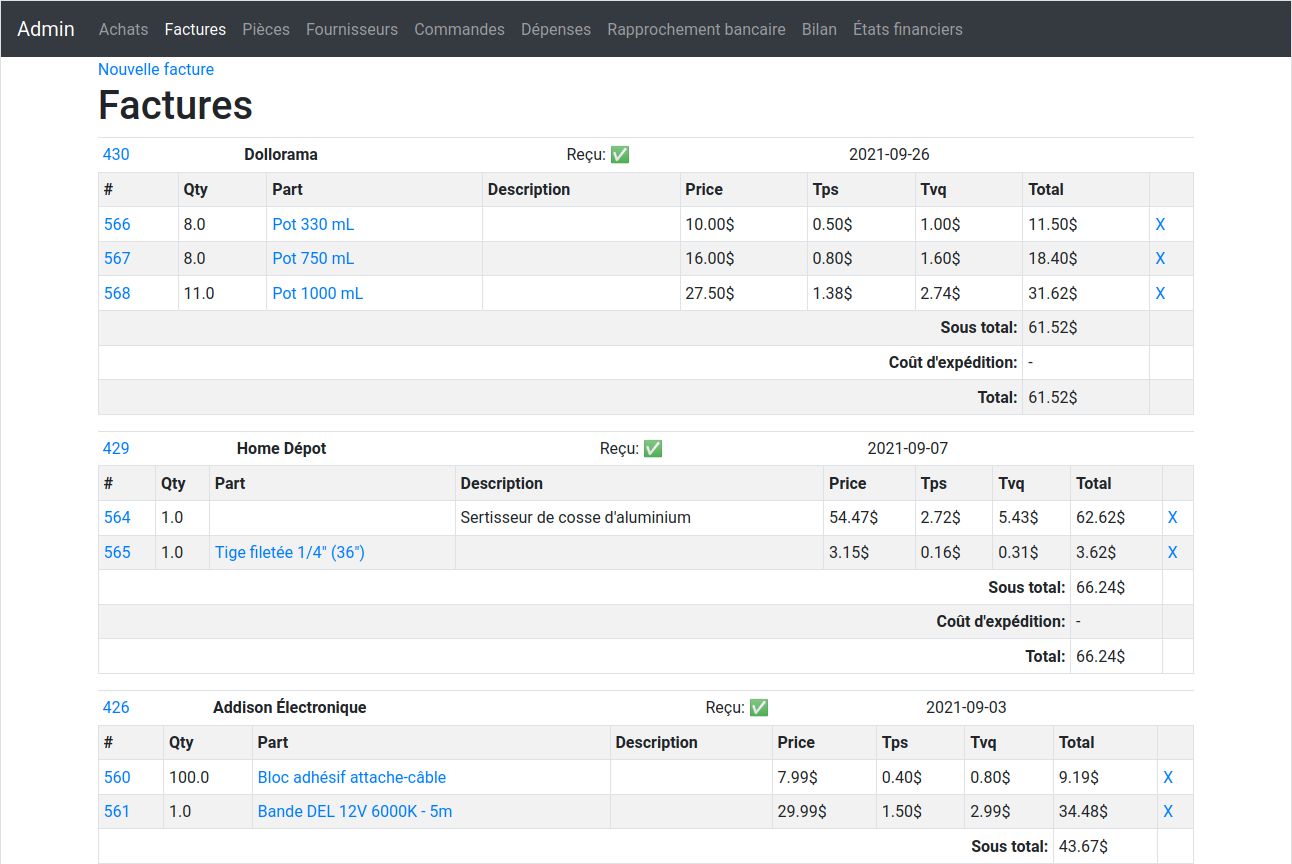 Admin Achats Factures Pièces Fournisseurs Commandes Dépenses Rapprochement bancaire Bilan États financiers
Nouvelle facture
Factures
430 Dollorama Reçu: ✅ 2021-09-26
# Qty Part Description Price Tps Tvq Total
566 8.0 Pot 330 mL 10.00$ 0.50$ 1.00$ 11.50$ X
567 8.0 Pot 750 mL 16.00$ 0.80$ 1.60$ 18.40$ X
568 11.0 Pot 1000 mL 27.50$ 1.38$ 2.74$ 31.62$ X
Sous total: 61.52$
Coût d'expédition: -
Total: 61.52$
429 Home Dépot Reçu: ✅ 2021-09-07
# Qty Part Description Price Tps Tvq Total
564 1.0 Sertisseur de cosse d'aluminium 54.47$ 2.72$ 5.43$ 62.62$ X
565 1.0 Tige filetée 1/4" (36") 3.15$ 0.16$ 0.31$ 3.62$ X
Sous total: 66.24$
Coût d'expédition: -
Total: 66.24$
426 Addison Électronique Reçu: ✅ 2021-09-03
# Qty Part Description Price Tps Tvq Total
560 100.0 Bloc adhésif attache-câble 7.99$ 0.40$ 0.80$ 9.19$ X
561 1.0 Bande DEL 12V 6000K - 5m 29.99$ 1.50$ 2.99$ 34.48$ X
Sous total: 43.67$